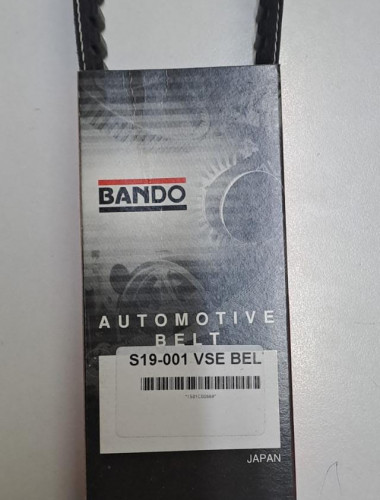 BANDO
AUTOMOTIVE
BELT
S19-001 VSE BEL
JAPAN